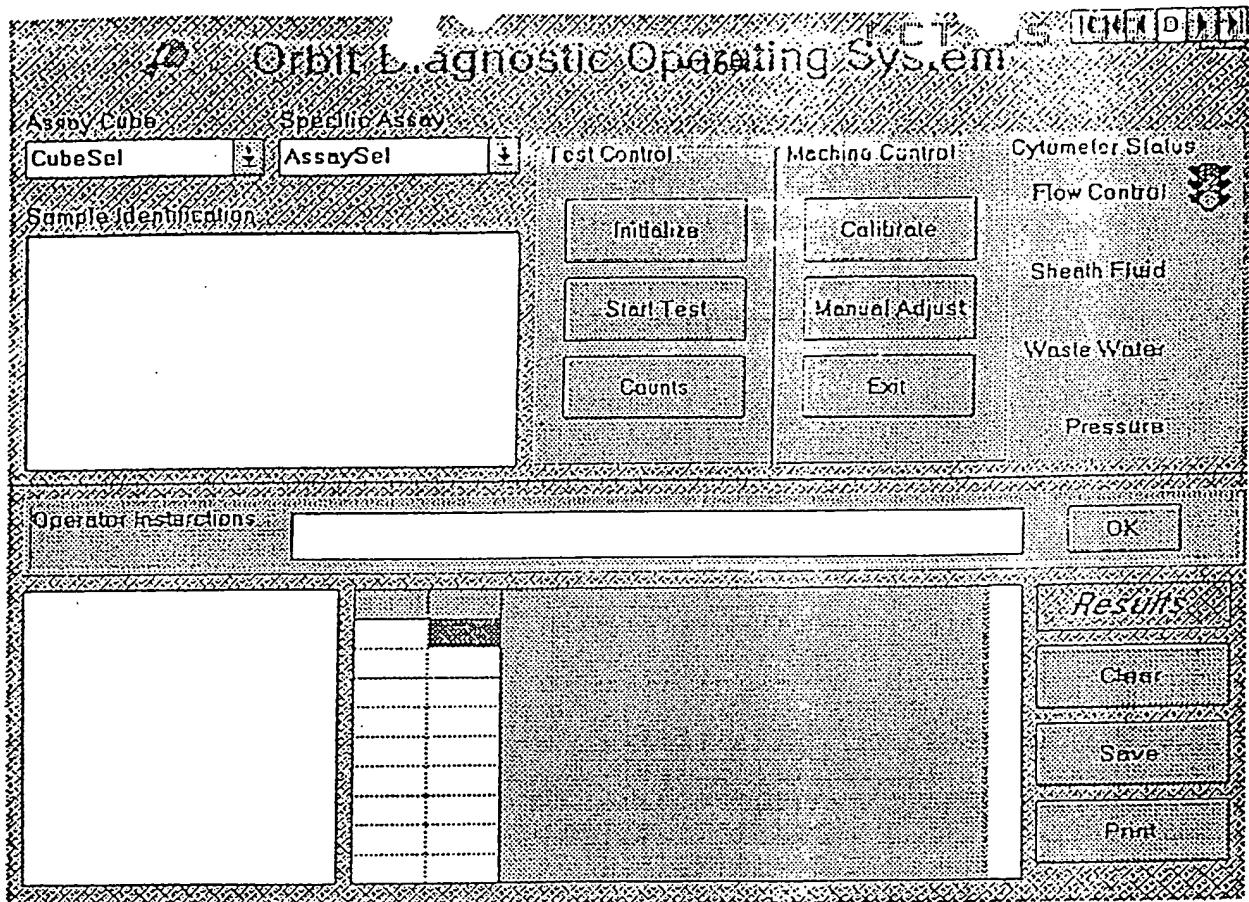 Orbit Diagnostic Operating System
Assay Cube
Specific Assay
CubeSel
AssaySel
Sample Identification
Test Control
Initialize
Start Test
Counts
Machine Control
Calibrate
Manual Adjust
Exit
Cytometer Status
Flow Control
Sheath Fluid
Waste Water
Pressure
Operator Instarctions
OK
Results
Clear
Save
Print